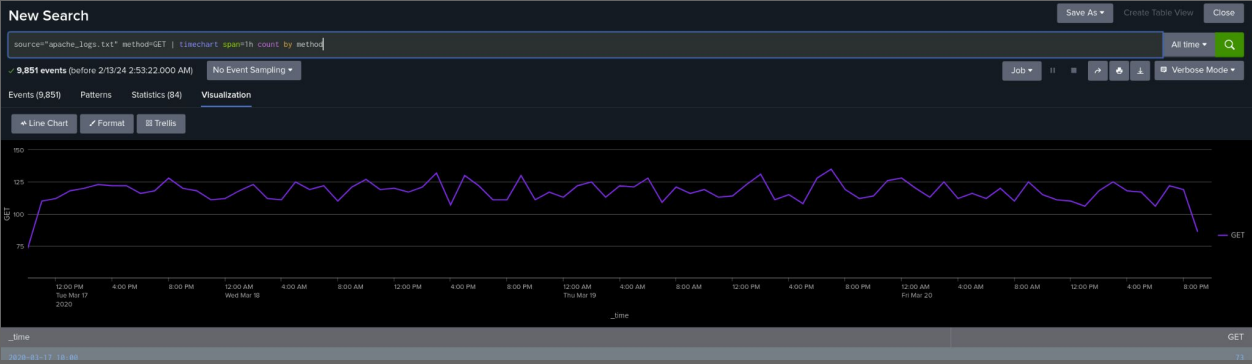 New Search
Save As ▾ Create Table View Close
source="apache_logs.txt" method=GET | timechart span=1h count by method
All time ▾
✓ 9,851 events (before 2/13/24 2:53:22.000 AM) No Event Sampling ▾
Job ▾ Verbose Mode ▾
Events (9,851) Patterns Statistics (84) Visualization
Line Chart Format Trellis
150
125
100
75
GET
GET
12:00 PM 4:00 PM 8:00 PM 12:00 AM 4:00 AM 8:00 AM 12:00 PM 4:00 PM 8:00 PM 12:00 AM 4:00 AM 8:00 AM 12:00 PM 4:00 PM 8:00 PM 12:00 AM 4:00 AM 8:00 AM 12:00 PM 4:00 PM 8:00 PM
Tue Mar 17 Wed Mar 18 Thu Mar 19 Fri Mar 20
2020
_time
_time GET
2020-03-17 10:00 73